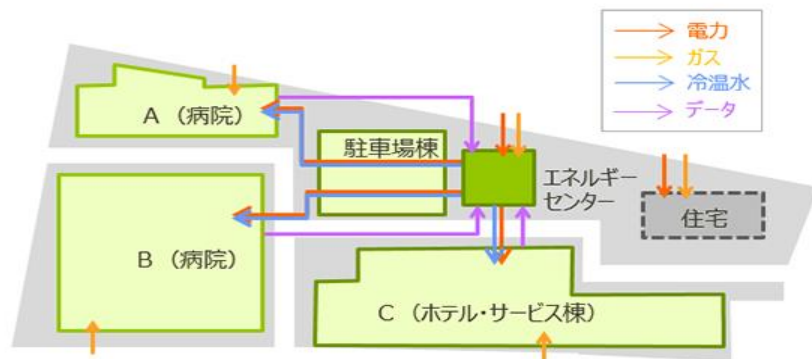 電力
ガス
冷温水
データ
A （病院）
駐車場棟
エネルギー
センター
住宅
B （病院）
C （ホテル・サービス棟）